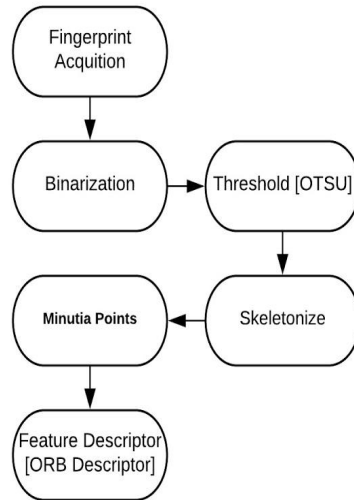 Fingerprint
Acquition
Binarization
Threshold [OTSU]
Skeletonize
Minutia Points
Feature Descriptor
[ORB Descriptor]